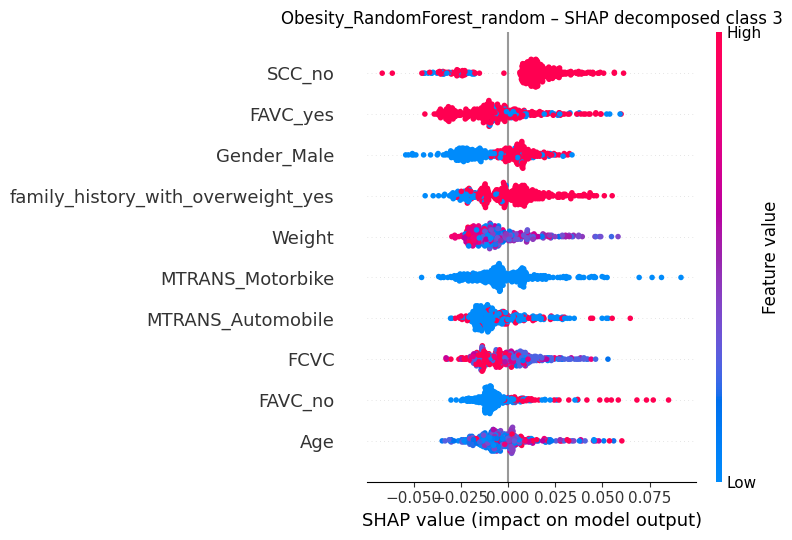 Obesity_RandomForest_random – SHAP decomposed class 3
High
SCC_no
FAVC_yes
Gender_Male
family_history_with_overweight_yes
Weight
MTRANS_Motorbike
MTRANS_Automobile
FCVC
FAVC_no
Age
Feature value
Low
−0.050 −0.025 0.000 0.025 0.050 0.075
SHAP value (impact on model output)